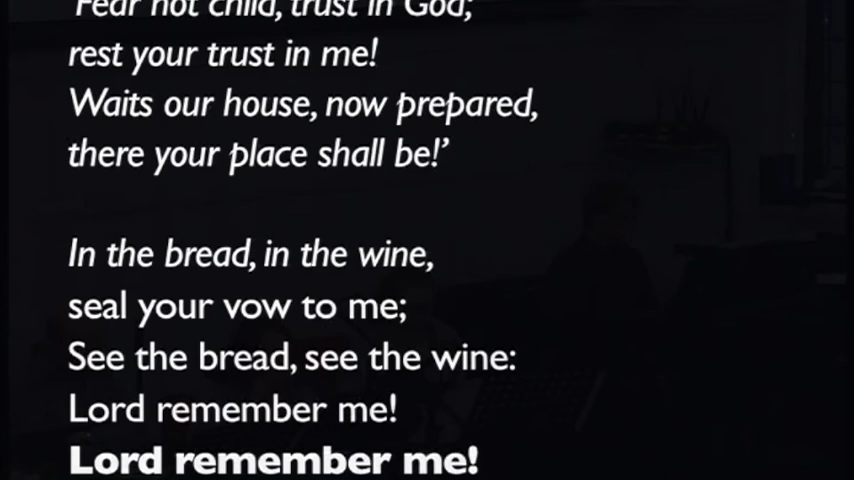 'Fear not child, trust in God;
rest your trust in me!
Waits our house, now prepared,
there your place shall be!’
In the bread, in the wine,
seal your vow to me;
See the bread, see the wine:
Lord remember me!
Lord remember me!